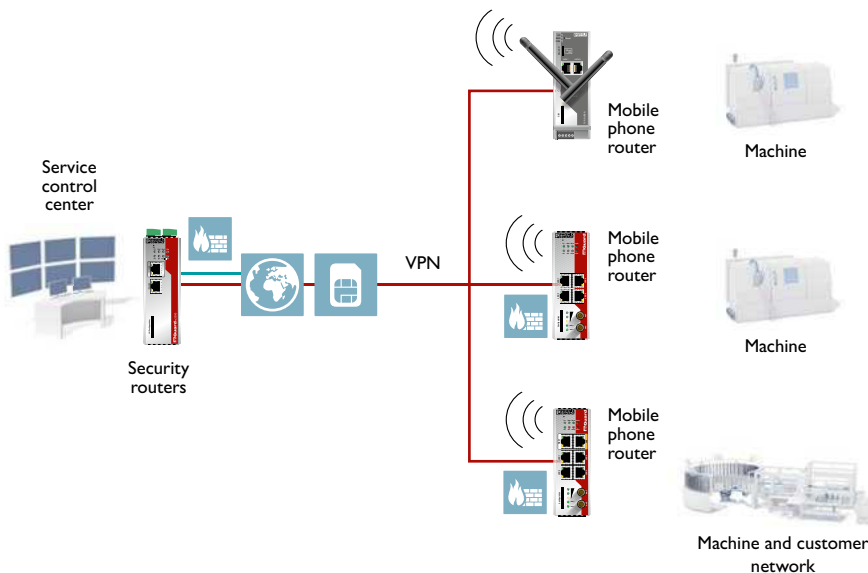 Mobile
phone
router
Machine
Service
control
center
Mobile
phone
router
VPN
Machine
Security
routers
Mobile
phone
router
Machine and customer
network